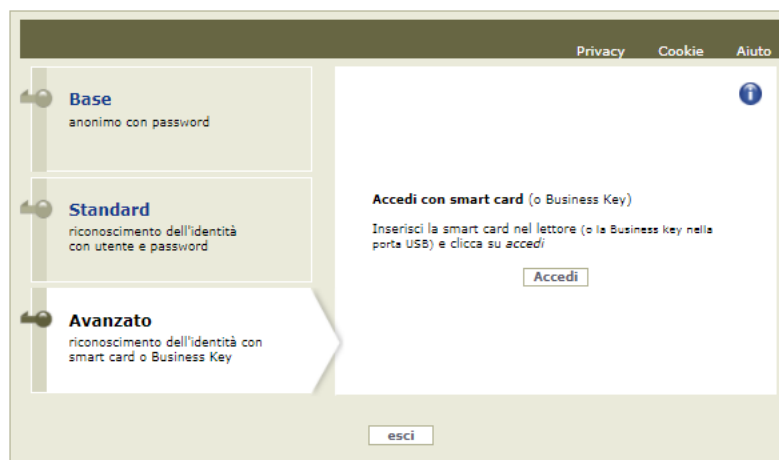 Privacy Cookie Aiuto
Base
anonimo con password
Standard
riconoscimento dell'identità
con utente e password
Avanzato
riconoscimento dell'identità con
smart card o Business Key
Accedi con smart card (o Business Key)
Inserisci la smart card nel lettore (o la Business key nella
porta USB) e clicca su accedi
Accedi
esci